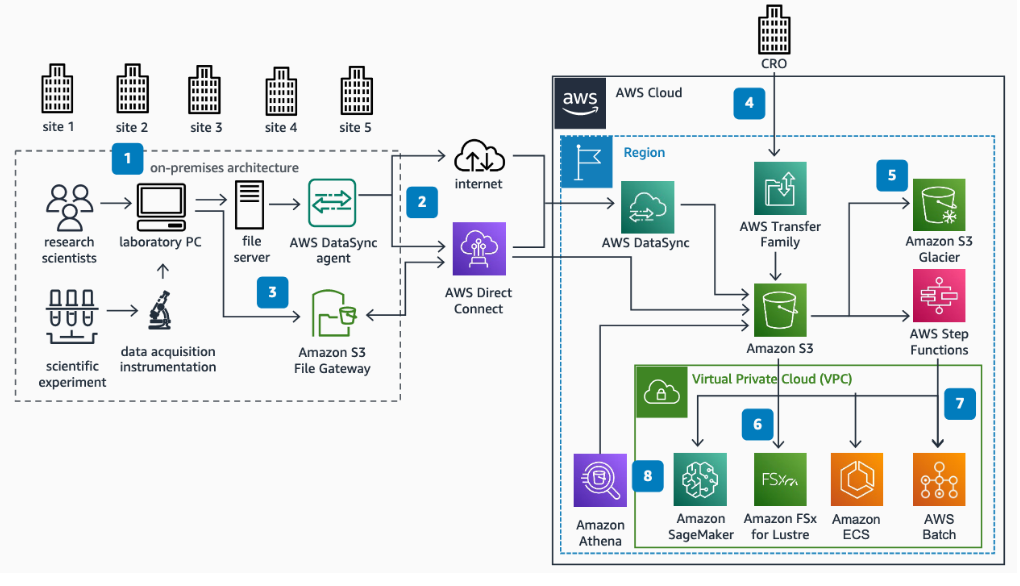 CRO
site 1
site 2
site 3
site 4
site 5
aws
AWS Cloud
4
1
on-premises architecture
Region
internet
2
5
research
scientists
laboratory PC
file
server
AWS DataSync
agent
AWS DataSync
AWS Transfer
Family
Amazon S3
Glacier
3
AWS Direct
Connect
scientific
experiment
data acquisition
instrumentation
Amazon S3
File Gateway
Amazon S3
AWS Step
Functions
Virtual Private Cloud (VPC)
6
7
8
FSx
Amazon
Athena
Amazon
SageMaker
Amazon FSx
for Lustre
Amazon
ECS
AWS
Batch